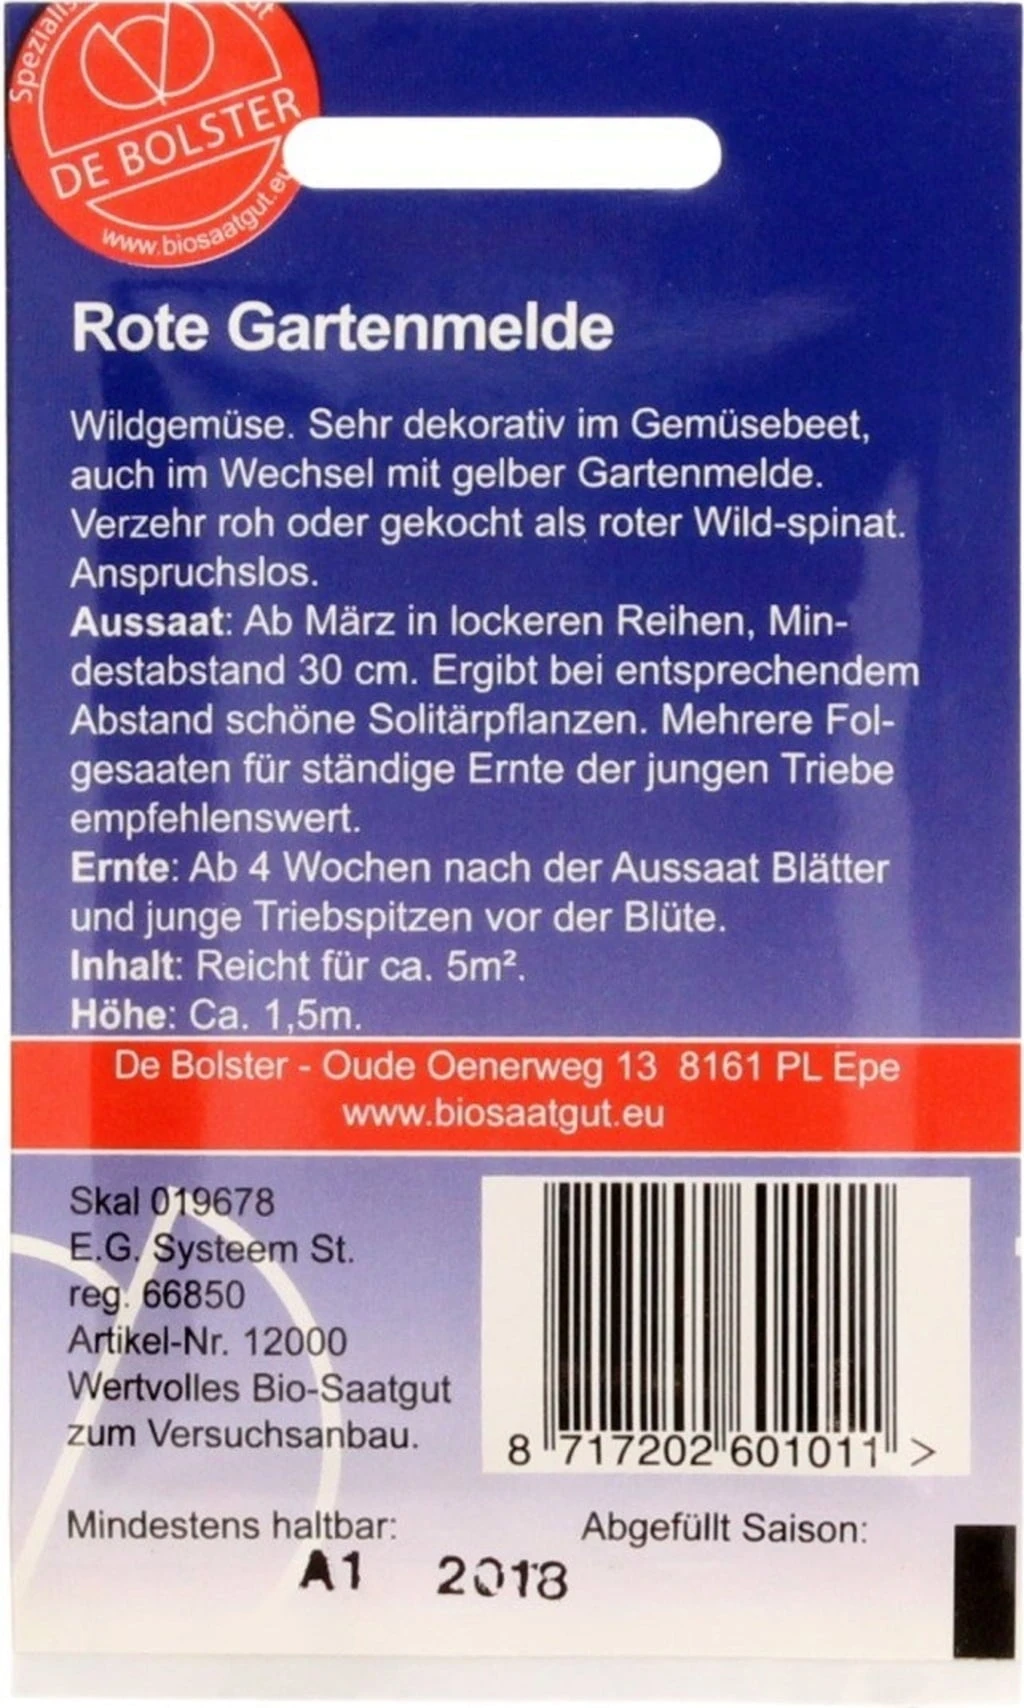 DE BOLSTER
www.biosaatgut.eu
Rote Gartenmelde
Wildgemüse. Sehr dekorativ im Gemüsebeet,
auch im Wechsel mit gelber Gartenmelde.
Verzehr roh oder gekocht als roter Wild-spinat.
Anspruchslos.
Aussaat: Ab März in lockeren Reihen, Min-
destabstand 30 cm. Ergibt bei entsprechendem
Abstand schöne Solitärpflanzen. Mehrere Fol-
gesaaten für ständige Ernte der jungen Triebe
empfehlenswert.
Ernte: Ab 4 Wochen nach der Aussaat Blätter
und junge Triebspitzen vor der Blüte.
Inhalt: Reicht für ca. 5m².
Höhe: Ca. 1,5m.
De Bolster - Oude Oenerweg 13 8161 PL Epe
www.biosaatgut.eu
Skal 019678
E.G. Systeem St.
reg. 66850
Artikel-Nr. 12000
Wertvolles Bio-Saatgut
zum Versuchsanbau.
8 717202 601011 >
Mindestens haltbar: Abgefüllt Saison:
A1 2018